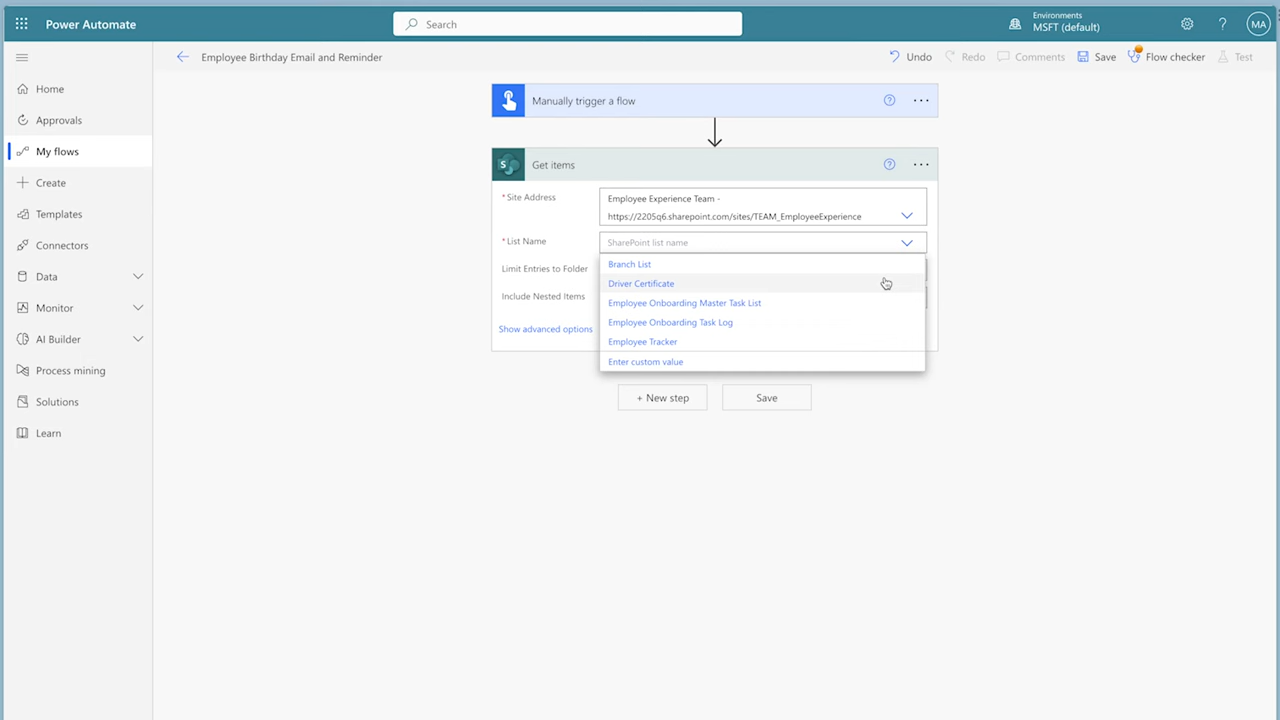 Power Automate
Search
Environments
MSFT (default)
MA
Employee Birthday Email and Reminder
Undo
Redo
Comments
Save
Flow checker
Test
Home
Approvals
My flows
Create
Templates
Connectors
Data
Monitor
AI Builder
Process mining
Solutions
Learn
Manually trigger a flow
S
Get items
* Site Address
Employee Experience Team -
https://2205q6.sharepoint.com/sites/TEAM_EmployeeExperience
* List Name
SharePoint list name
Limit Entries to Folder
Include Nested Items
Show advanced options
Branch List
Driver Certificate
Employee Onboarding Master Task List
Employee Onboarding Task Log
Employee Tracker
Enter custom value
+ New step
Save